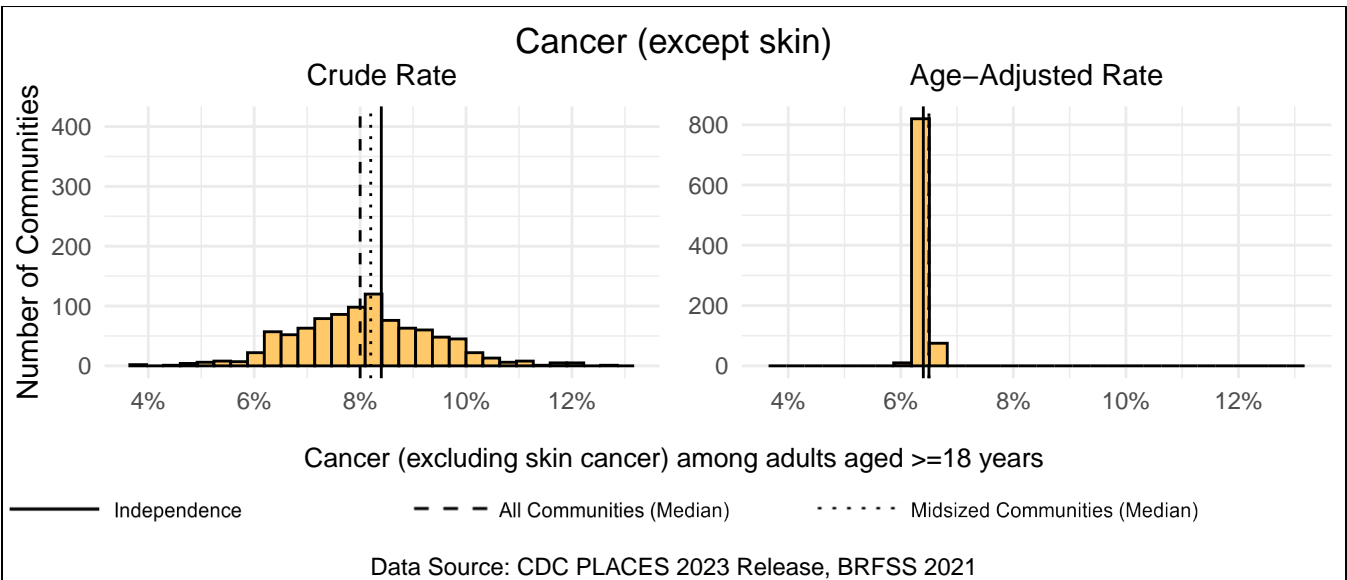 Cancer (except skin)
Crude Rate
Age−Adjusted Rate
Number of Communities
400
300
200
100
0
4%
6%
8%
10%
12%
800
600
400
200
0
4%
6%
8%
10%
12%
Cancer (excluding skin cancer) among adults aged >=18 years
Independence
All Communities (Median)
Midsized Communities (Median)
Data Source: CDC PLACES 2023 Release, BRFSS 2021